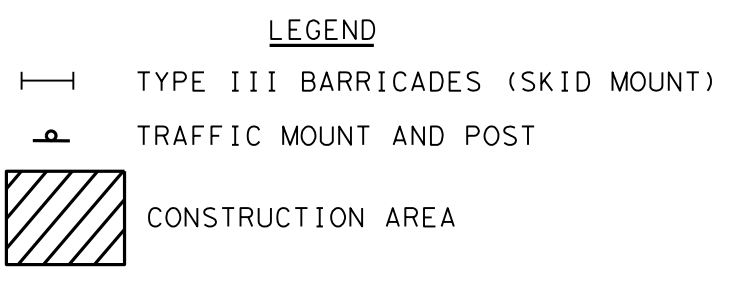 LEGEND
TYPE III BARRICADES (SKID MOUNT)
TRAFFIC MOUNT AND POST
CONSTRUCTION AREA